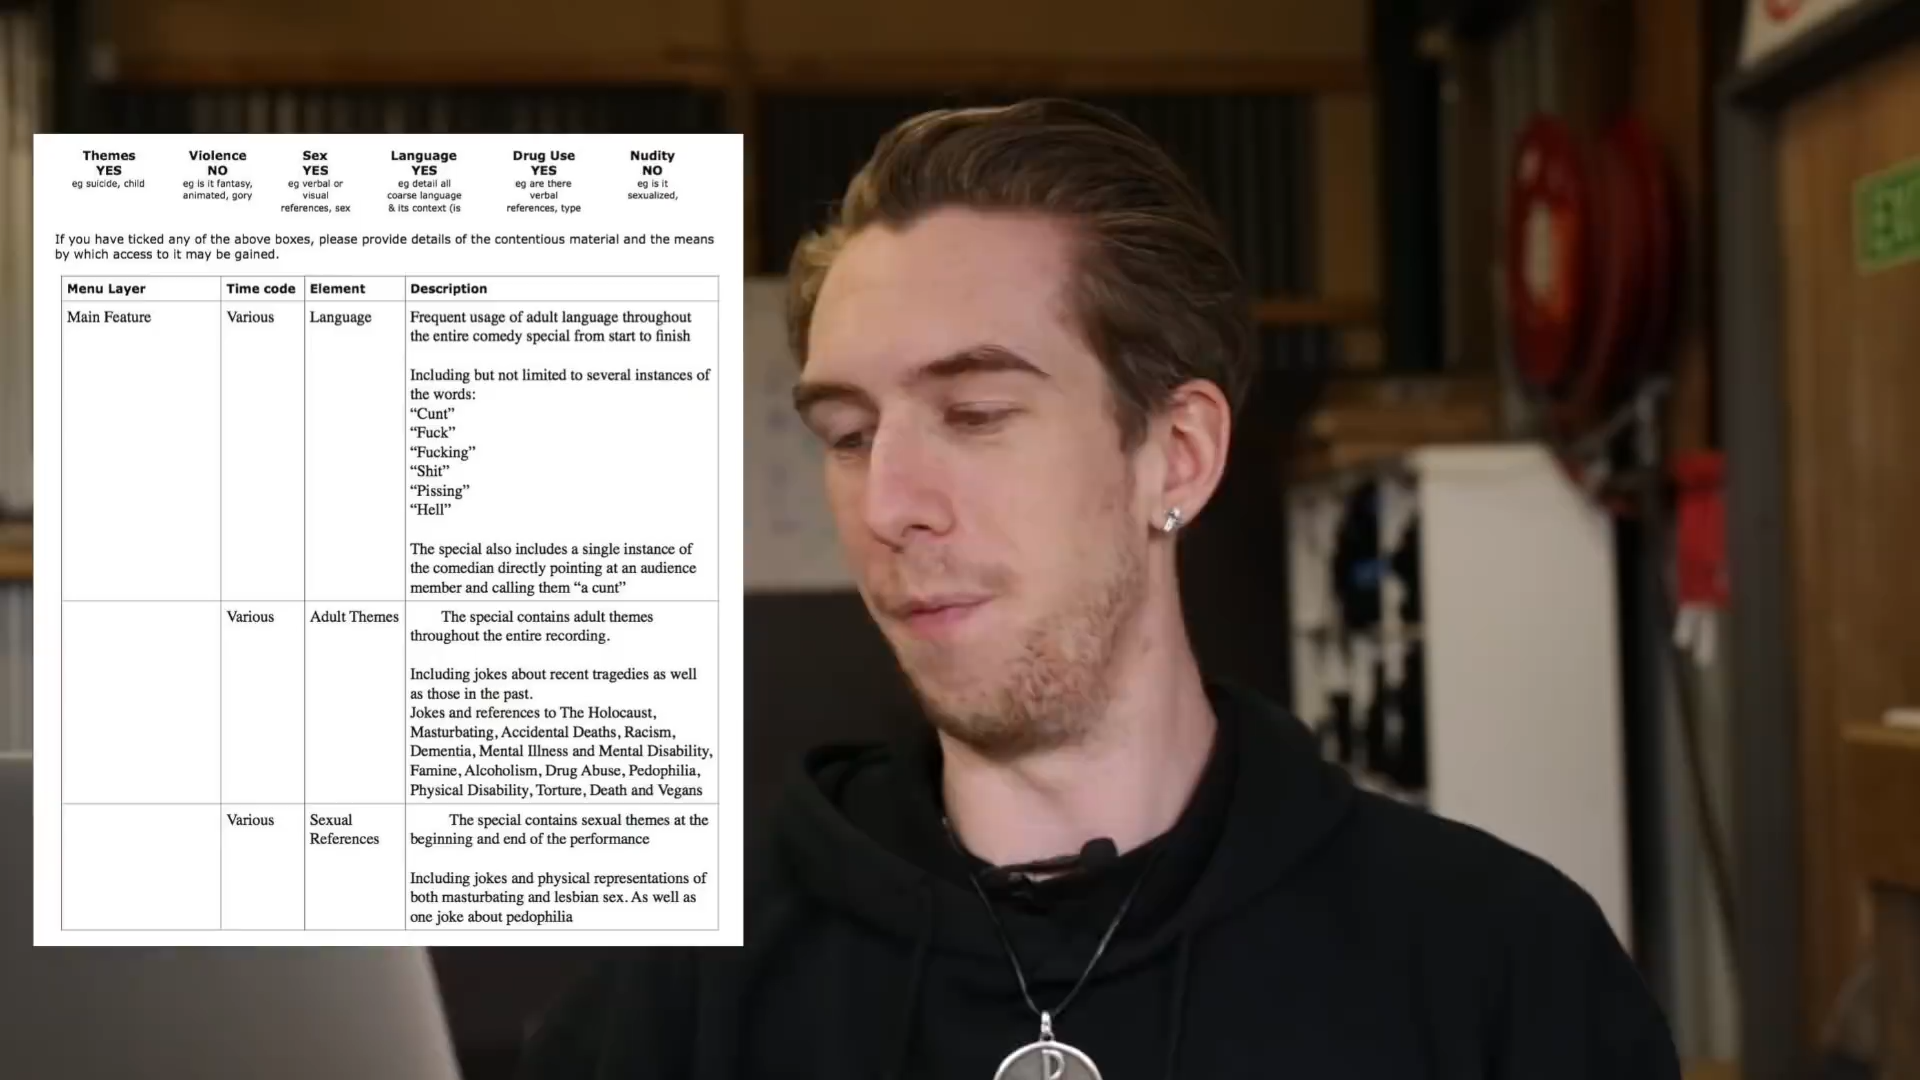 Themes Violence Sex Language Drug Use Nudity
YES NO YES YES YES NO
eg suicide, child eg is it fantasy, eg verbal or eg detail all eg are there eg is it
animated, gory visual coarse language verbal sexualized,
references, sex & its context (is references, type
If you have ticked any of the above boxes, please provide details of the contentious material and the means
by which access to it may be gained.
Menu Layer Time code Element Description
Main Feature Various Language Frequent usage of adult language throughout
the entire comedy special from start to finish
Including but not limited to several instances of
the words:
“Cunt”
“Fuck”
“Fucking”
“Shit”
“Pissing”
“Hell”
The special also includes a single instance of
the comedian directly pointing at an audience
member and calling them “a cunt”
Various Adult Themes The special contains adult themes
throughout the entire recording.
Including jokes about recent tragedies as well
as those in the past.
Jokes and references to The Holocaust,
Masturbating, Accidental Deaths, Racism,
Dementia, Mental Illness and Mental Disability,
Famine, Alcoholism, Drug Abuse, Pedophilia,
Physical Disability, Torture, Death and Vegans
Various Sexual The special contains sexual themes at the
References beginning and end of the performance
Including jokes and physical representations of
both masturbating and lesbian sex. As well as
one joke about pedophilia